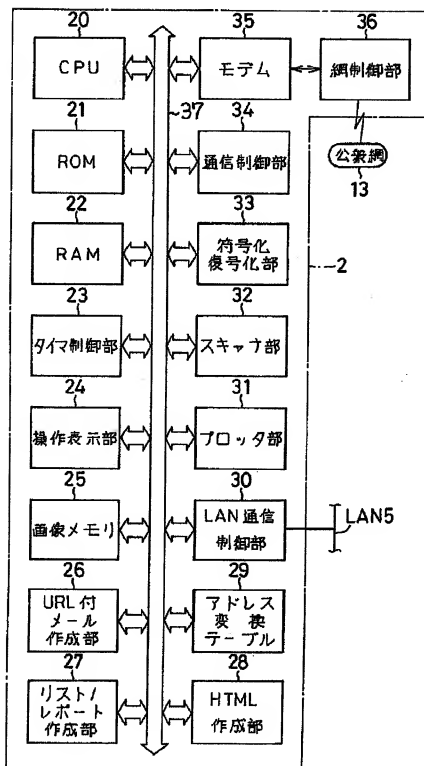 20
CPU
35
モデム
36
網制御部
37
21
ROM
34
通信制御部
公衆網
13
22
RAM
33
符号化
復号化部
2
23
タイマ制御部
32
スキャナ部
24
操作表示部
31
プロッタ部
25
画像メモリ
30
LAN通信
制御部
LAN5
26
URL付
メール
作成部
29
アドレス
変換
テーブル
27
リスト/
レポート
作成部
28
HTML
作成部